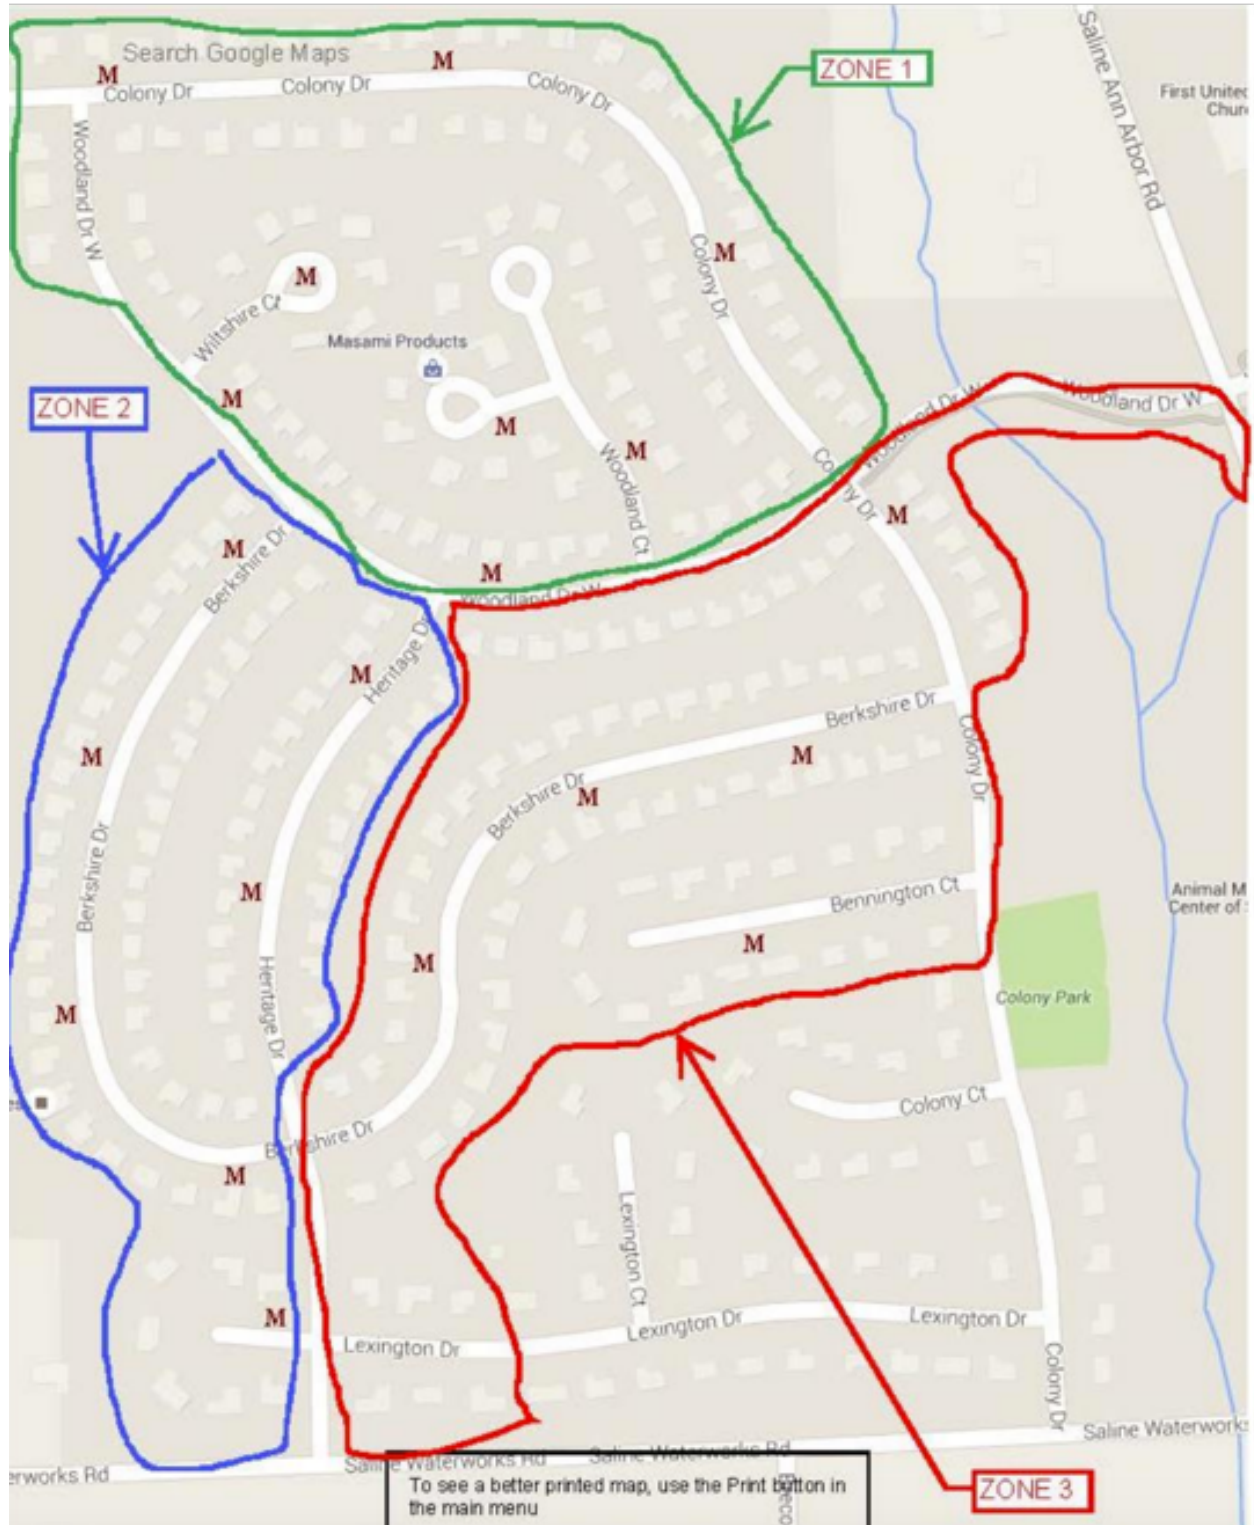 Search Google Maps
M
M
Colony Dr
Colony Dr
Colony Dr
ZONE 1
Saline Ann Arbor Rd
First United
Church
Woodland Dr W
M
Colony Dr
M
Wiltshire Ct
Masami Products
ZONE 2
M
M
M
Woodland Ct
Woodland Dr W
Woodland Dr W
Colony Dr
M
M
Berkshire Dr
M
Woodland Dr W
M
Heritage Dr
Berkshire Dr
Colony Dr
M
M
Berkshire Dr
M
Berkshire Dr
M
Bennington Ct
Animal M
Center of
M
M
Heritage Dr
M
Colony Park
es.
Colony Ct
Berkshire Dr
M
Lexington Ct
M
Lexington Dr
Lexington Dr
Lexington Dr
Colony Dr
Saline Waterworks
erworks Rd
Saline Waterworks Rd
Saline Waterworks Rd
To see a better printed map, use the Print button in
the main menu
ZONE 3